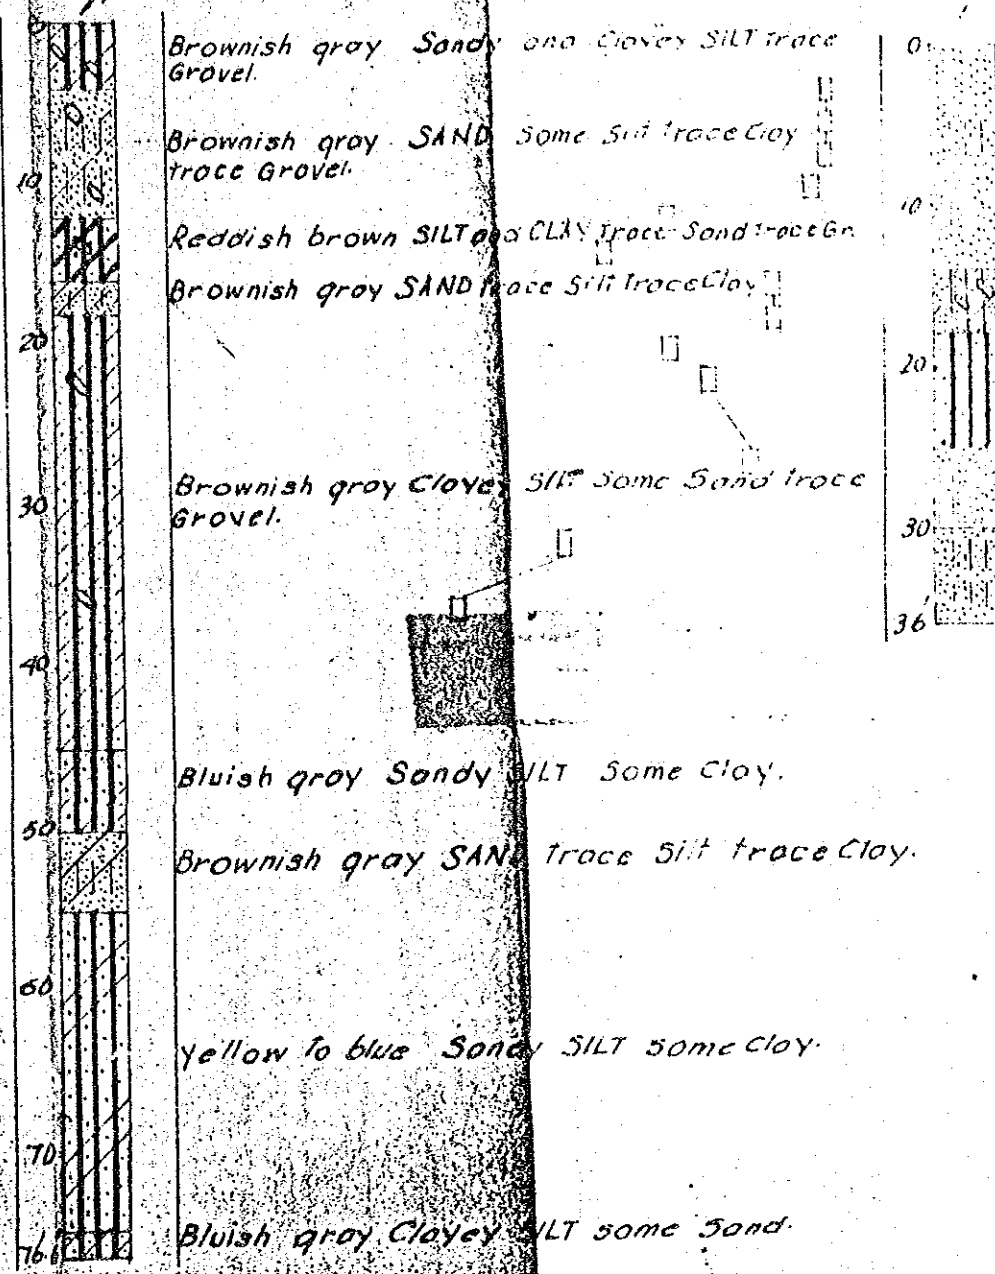 0
Brownish gray Sandy and Clayey SILT trace
Gravel.
Brownish gray SAND Some Silt trace Clay
trace Gravel.
10
Reddish brown SILT and CLAY trace Sand trace Gr.
Brownish gray SAND trace Silt trace Clay
20
Brownish gray Clayey SILT Some Sand trace
Gravel.
30
40
Bluish gray Sandy SILT Some Clay.
50
Brownish gray SAND trace Silt trace Clay.
60
Yellow to blue Sandy SILT some Clay.
70
Bluish gray Clayey SILT some Sand.
76.6
0
10
20
30
36'